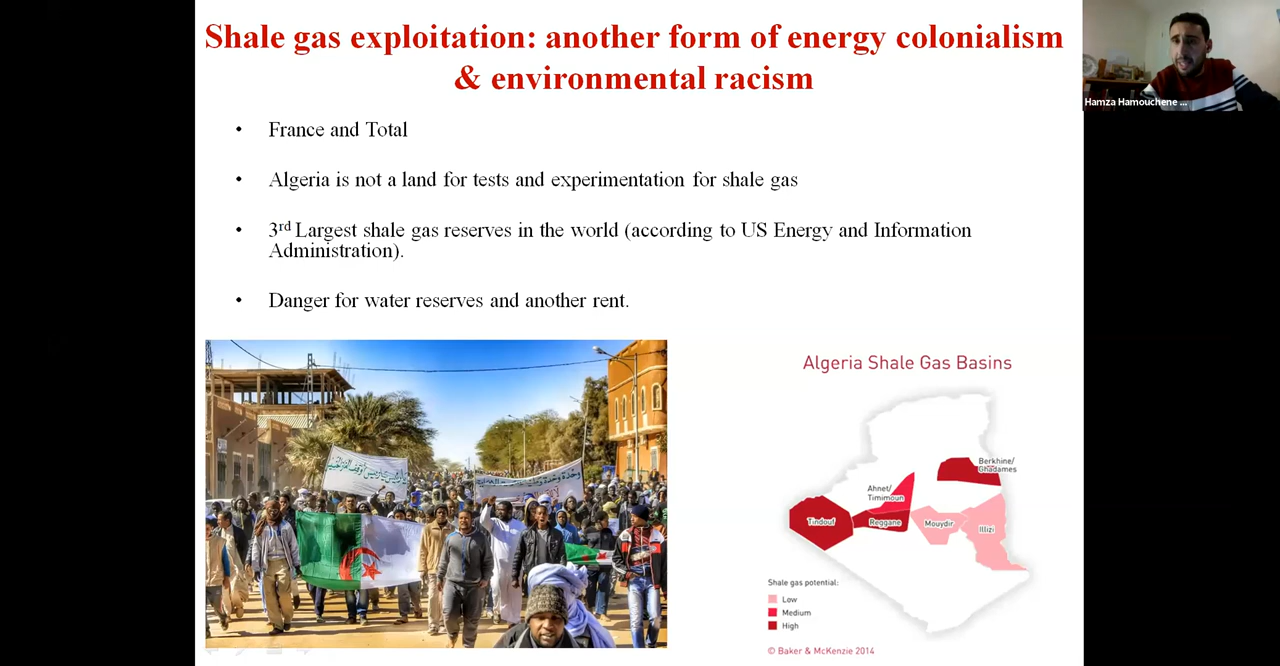 Shale gas exploitation: another form of energy colonialism
& environmental racism
Hamza Hamouchene ...
• France and Total
• Algeria is not a land for tests and experimentation for shale gas
• 3rd Largest shale gas reserves in the world (according to US Energy and Information
Administration).
• Danger for water reserves and another rent.
Algeria Shale Gas Basins
Berkhine/
Ghadames
Ahnet/
Timimoun
Tindouf
Reggane
Mouydir
Illizi
Shale gas potential:
Low
Medium
High
© Baker & McKenzie 2014